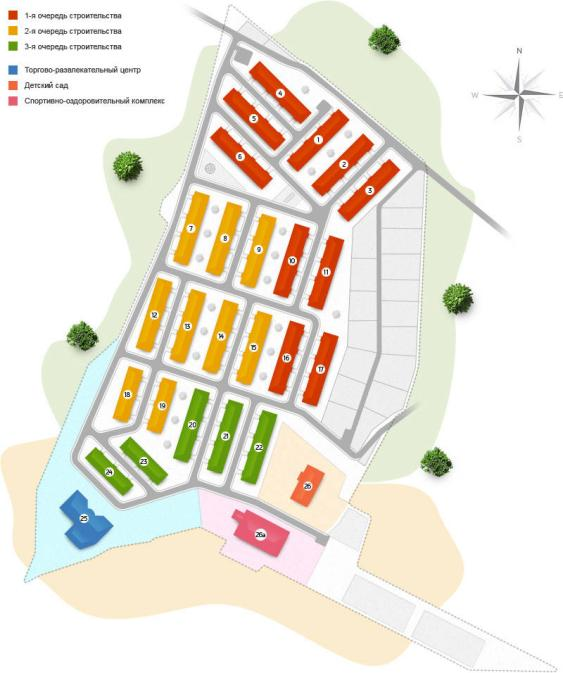 1-я очередь строительства
2-я очередь строительства
3-я очередь строительства
Торгово-развлекательный центр
Детский сад
Спортивно-оздоровительный комплекс
N
W E
S
4
5
1
6
2
3
7
8
9
10
11
12
13
14
15
16
17
18
19
20
21
22
23
24
25
26
26а